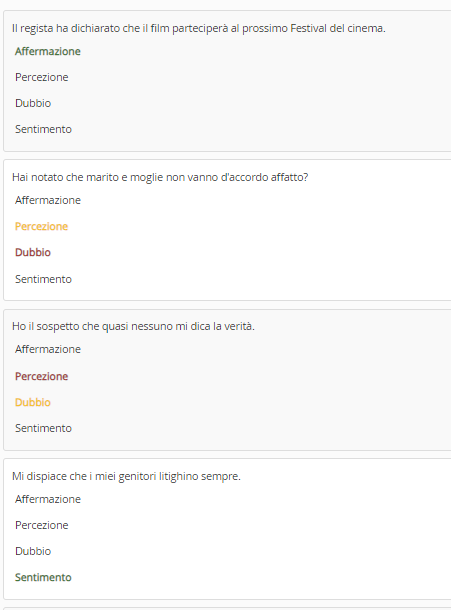 Il regista ha dichiarato che il film parteciperà al prossimo Festival del cinema.
Affermazione
Percezione
Dubbio
Sentimento
Hai notato che marito e moglie non vanno d'accordo affatto?
Affermazione
Percezione
Dubbio
Sentimento
Ho il sospetto che quasi nessuno mi dica la verità.
Affermazione
Percezione
Dubbio
Sentimento
Mi dispiace che i miei genitori litighino sempre.
Affermazione
Percezione
Dubbio
Sentimento